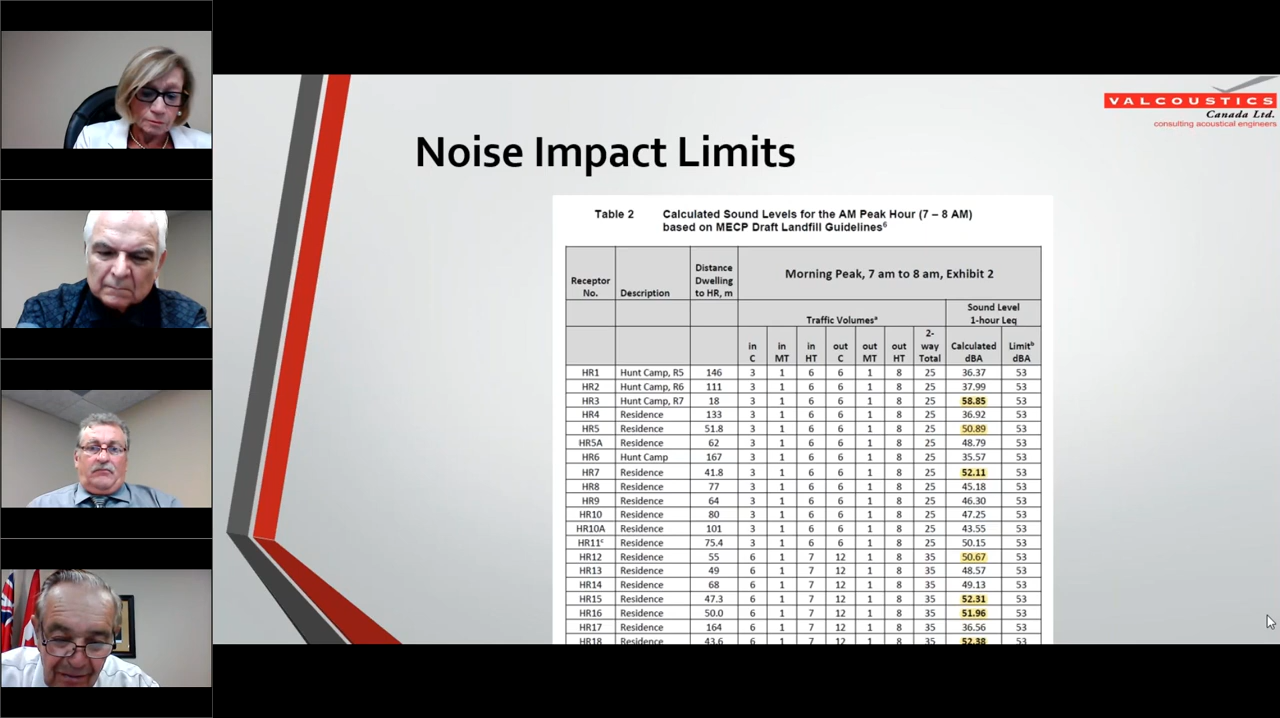 VALCOUSTICS
Canada Ltd.
consulting acoustical engineers
Noise Impact Limits
Table 2 Calculated Sound Levels for the AM Peak Hour (7 – 8 AM)
based on MECP Draft Landfill Guidelines⁶
Receptor No. Description Distance Dwelling to HR, m Morning Peak, 7 am to 8 am, Exhibit 2
Traffic Volumesᵃ Sound Level 1-hour Leq
in C in MT in HT out C out MT out HT 2-way Total Calculated dBA Limitᵇ dBA
HR1 Hunt Camp, R5 146 3 1 6 6 1 8 25 36.37 53
HR2 Hunt Camp, R6 111 3 1 6 6 1 8 25 37.99 53
HR3 Hunt Camp, R7 18 3 1 6 6 1 8 25 58.85 53
HR4 Residence 133 3 1 6 6 1 8 25 36.92 53
HR5 Residence 51.8 3 1 6 6 1 8 25 50.89 53
HR5A Residence 62 3 1 6 6 1 8 25 48.79 53
HR6 Hunt Camp 167 3 1 6 6 1 8 25 35.57 53
HR7 Residence 41.8 3 1 6 6 1 8 25 52.11 53
HR8 Residence 77 3 1 6 6 1 8 25 45.18 53
HR9 Residence 64 3 1 6 6 1 8 25 46.30 53
HR10 Residence 80 3 1 6 6 1 8 25 47.25 53
HR10A Residence 101 3 1 6 6 1 8 25 43.55 53
HR11ᶜ Residence 75.4 3 1 6 6 1 8 25 50.15 53
HR12 Residence 55 6 1 7 12 1 8 35 50.67 53
HR13 Residence 49 6 1 7 12 1 8 35 48.57 53
HR14 Residence 68 6 1 7 12 1 8 35 49.13 53
HR15 Residence 47.3 6 1 7 12 1 8 35 52.31 53
HR16 Residence 50.0 6 1 7 12 1 8 35 51.96 53
HR17 Residence 164 6 1 7 12 1 8 35 36.56 53
HR18 Residence 43.6 6 1 7 12 1 8 35 52.38 53